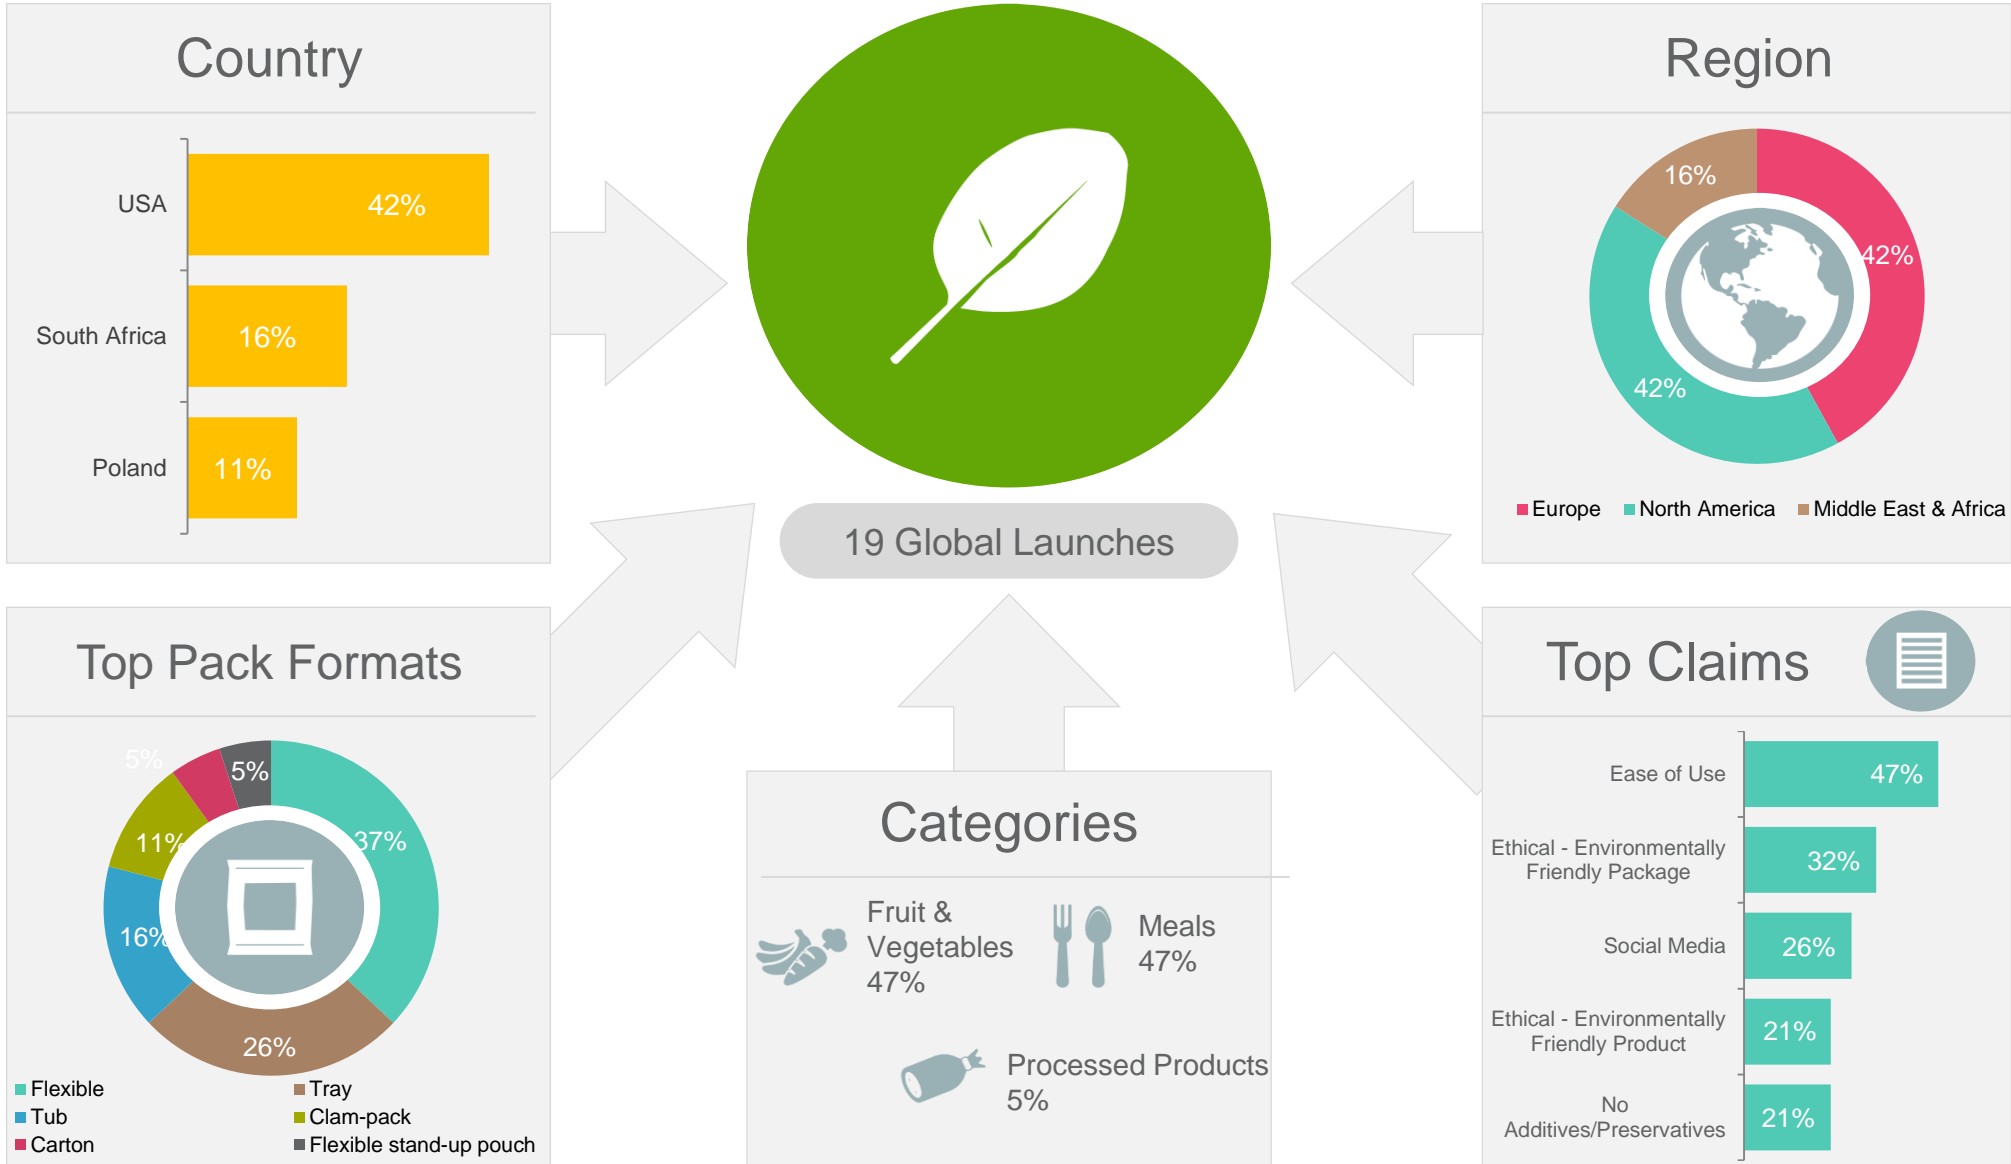 Country
USA
42%
South Africa
16%
Poland
11%
19 Global Launches
Region
16%
42%
42%
Europe
North America
Middle East & Africa
Top Pack Formats
5%
5%
37%
11%
16%
26%
Flexible
Tray
Tub
Clam-pack
Carton
Flexible stand-up pouch
Categories
Fruit &
Vegetables
47%
Meals
47%
Processed Products
5%
Top Claims
Ease of Use
47%
Ethical - Environmentally
Friendly Package
32%
Social Media
26%
Ethical - Environmentally
Friendly Product
21%
No
Additives/Preservatives
21%